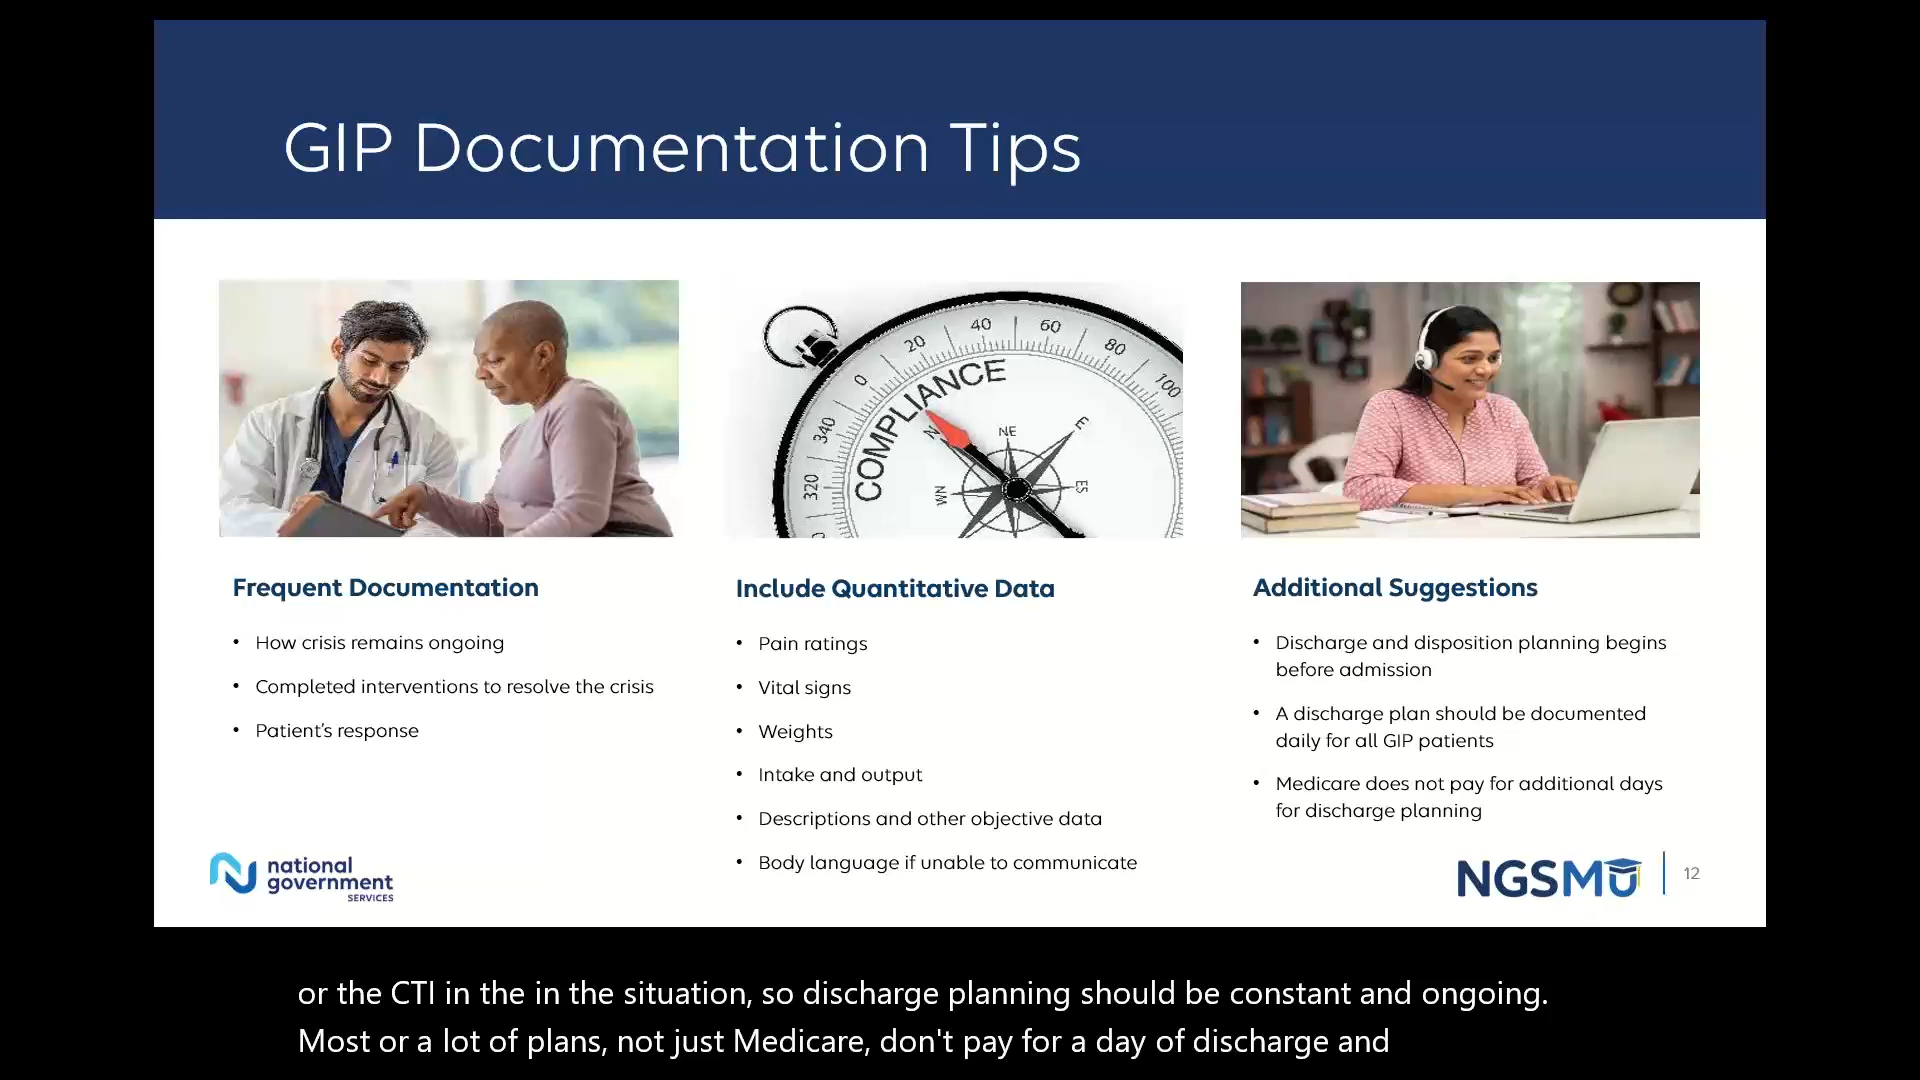 GIP Documentation Tips
0
20
40
60
80
100
340
320
COMPLIANCE
N
NE
E
ES
NW
Frequent Documentation
• How crisis remains ongoing
• Completed interventions to resolve the crisis
• Patient's response
Include Quantitative Data
• Pain ratings
• Vital signs
• Weights
• Intake and output
• Descriptions and other objective data
• Body language if unable to communicate
Additional Suggestions
• Discharge and disposition planning begins
before admission
• A discharge plan should be documented
daily for all GIP patients
• Medicare does not pay for additional days
for discharge planning
national
government
SERVICES
NGSMU
12
or the CTI in the in the situation, so discharge planning should be constant and ongoing.
Most or a lot of plans, not just Medicare, don't pay for a day of discharge and